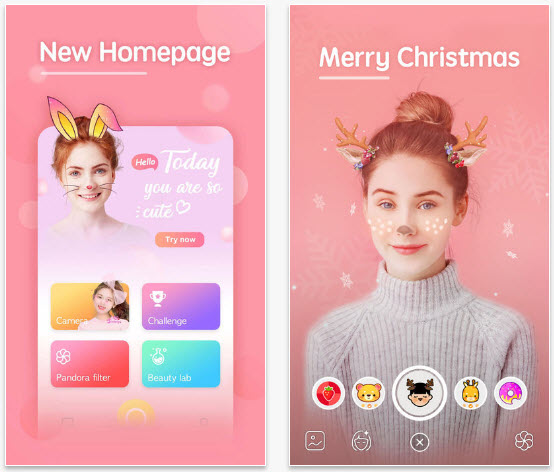 New Homepage
Hello
Today
you are so
cute
Try now
Camera
Challenge
Pandora filter
Beauty lab
Merry Christmas